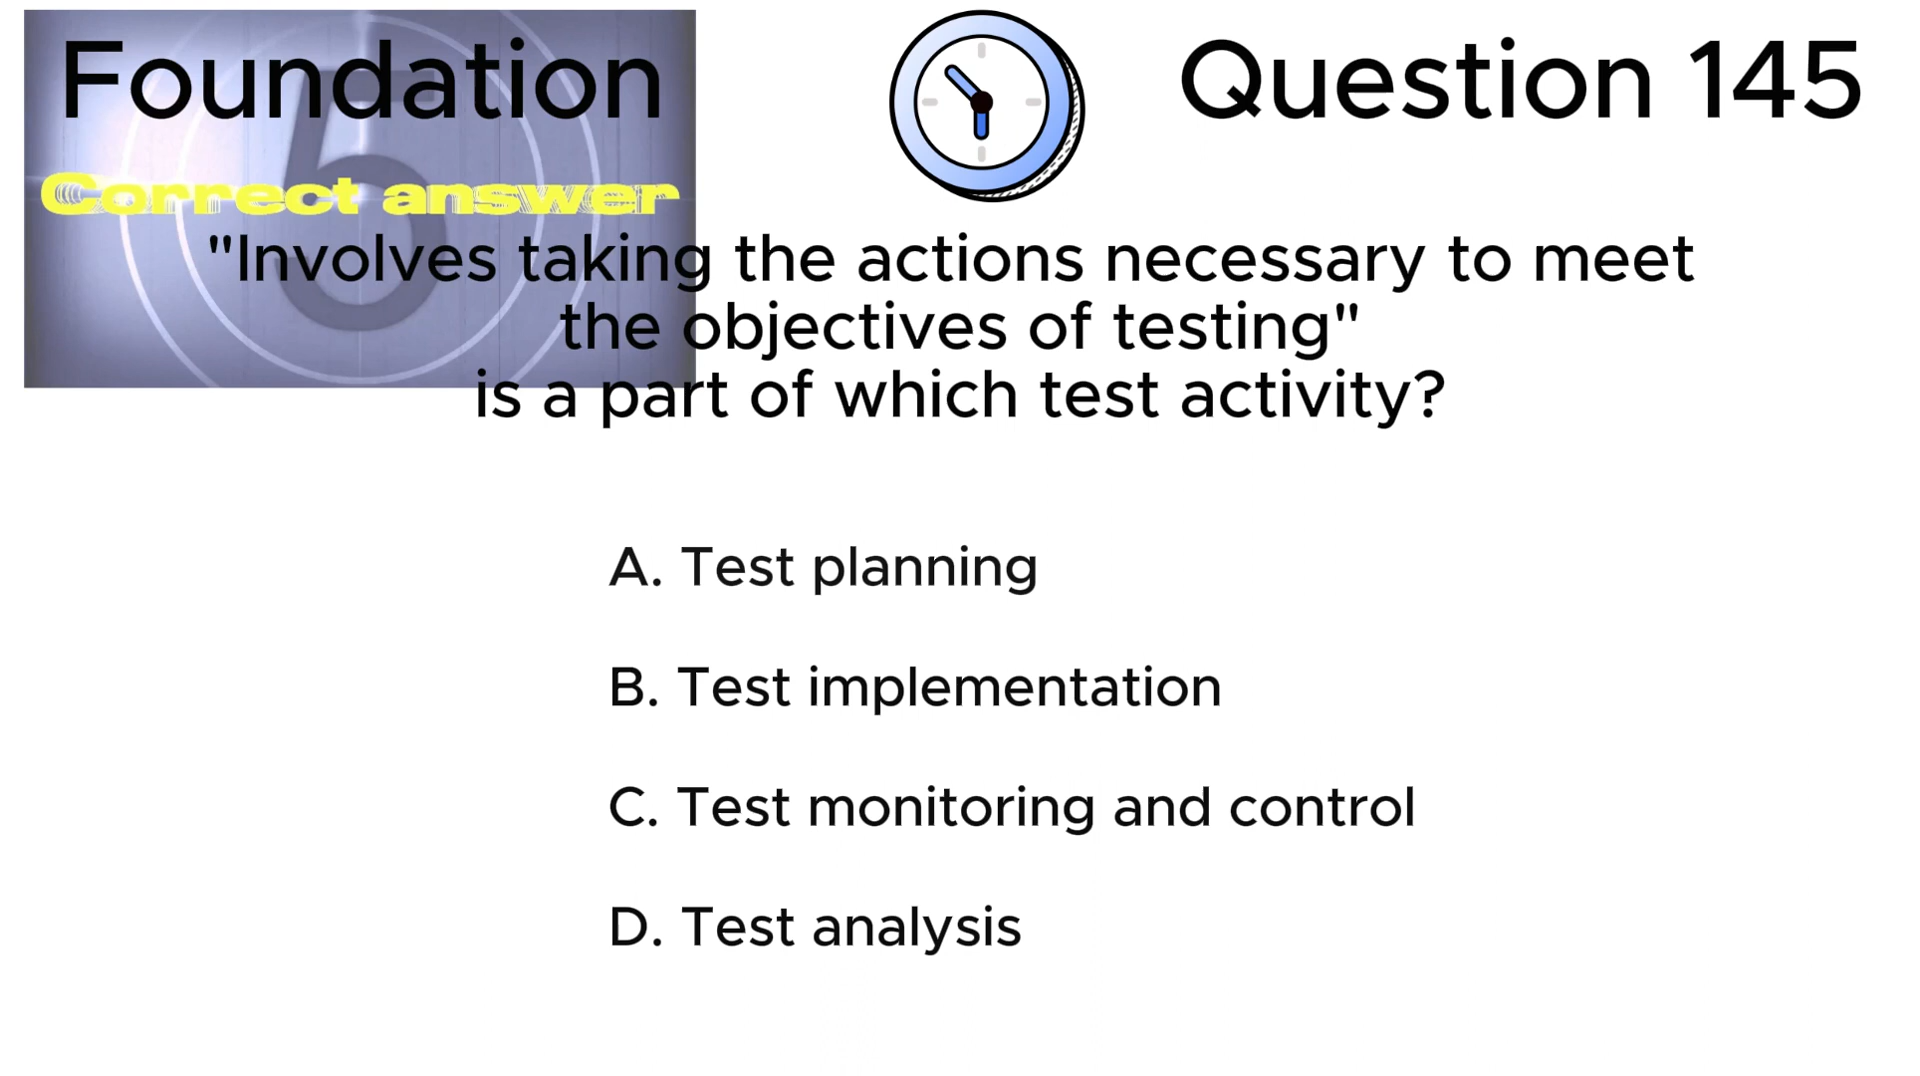 Foundation
Question 145
Correct answer
"Involves taking the actions necessary to meet
the objectives of testing"
is a part of which test activity?
5
A. Test planning
B. Test implementation
C. Test monitoring and control
D. Test analysis